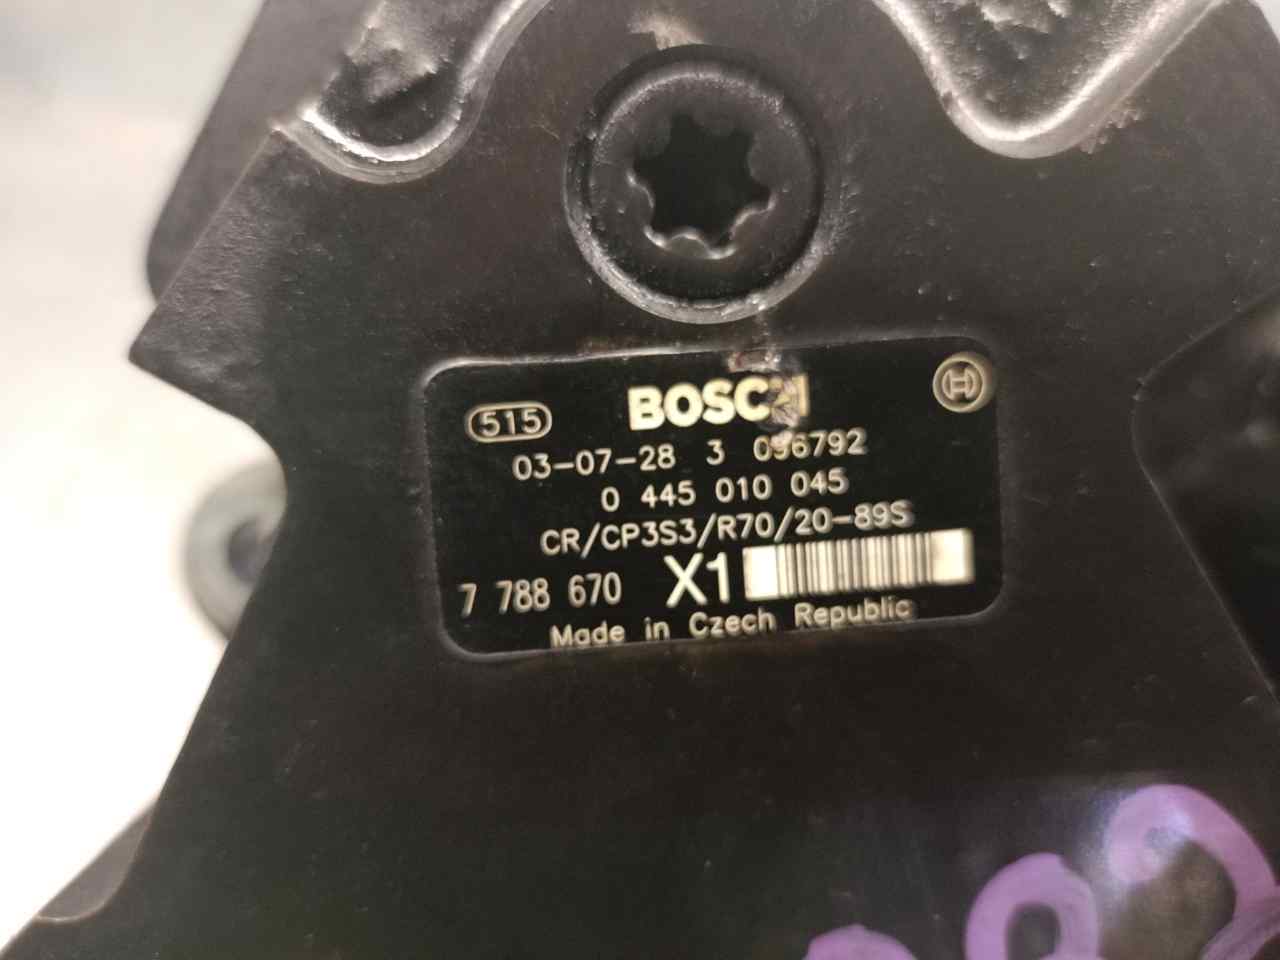 BOSCH
515
03-07-28 3 096792
0 445 010 045
CR/CP3S3/R70/20-89S
7 788 670 X1
Made in Czech Republic